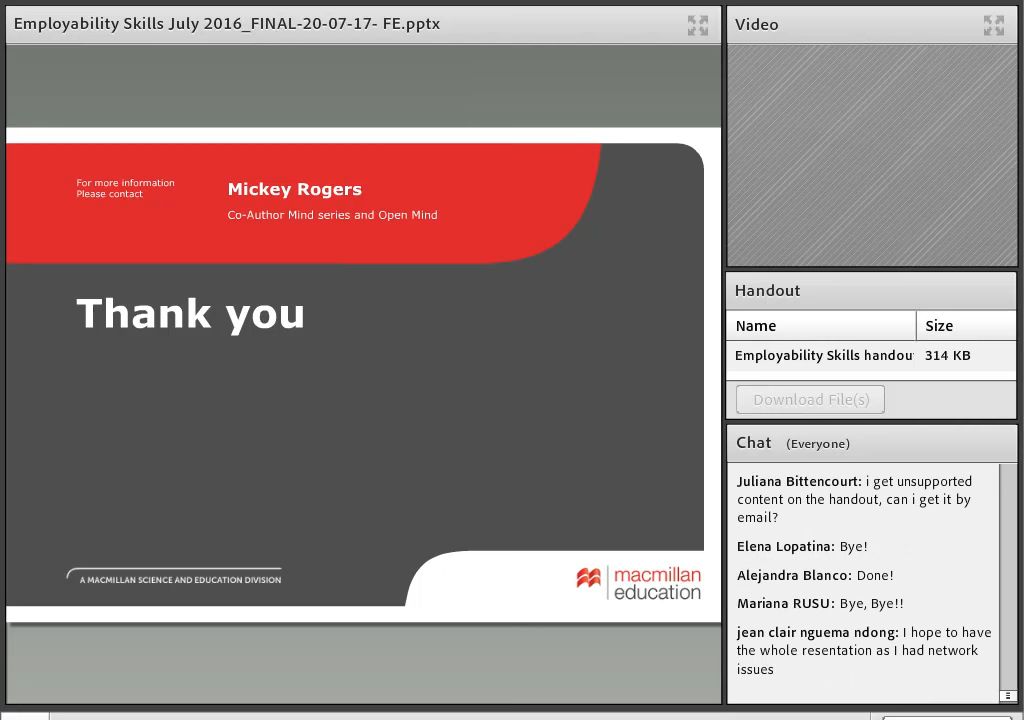 Employability Skills July 2016_FINAL-20-07-17- FE.pptx
For more information
Please contact
Mickey Rogers
Co-Author Mind series and Open Mind
Thank you
A MACMILLAN SCIENCE AND EDUCATION DIVISION
macmillan
education
Video
Handout
Name Size
Employability Skills handou 314 KB
Download File(s)
Chat (Everyone)
Juliana Bittencourt: i get unsupported
content on the handout, can i get it by
email?
Elena Lopatina: Bye!
Alejandra Blanco: Done!
Mariana RUSU: Bye, Bye!!
jean clair nguema ndong: I hope to have
the whole resentation as I had network
issues